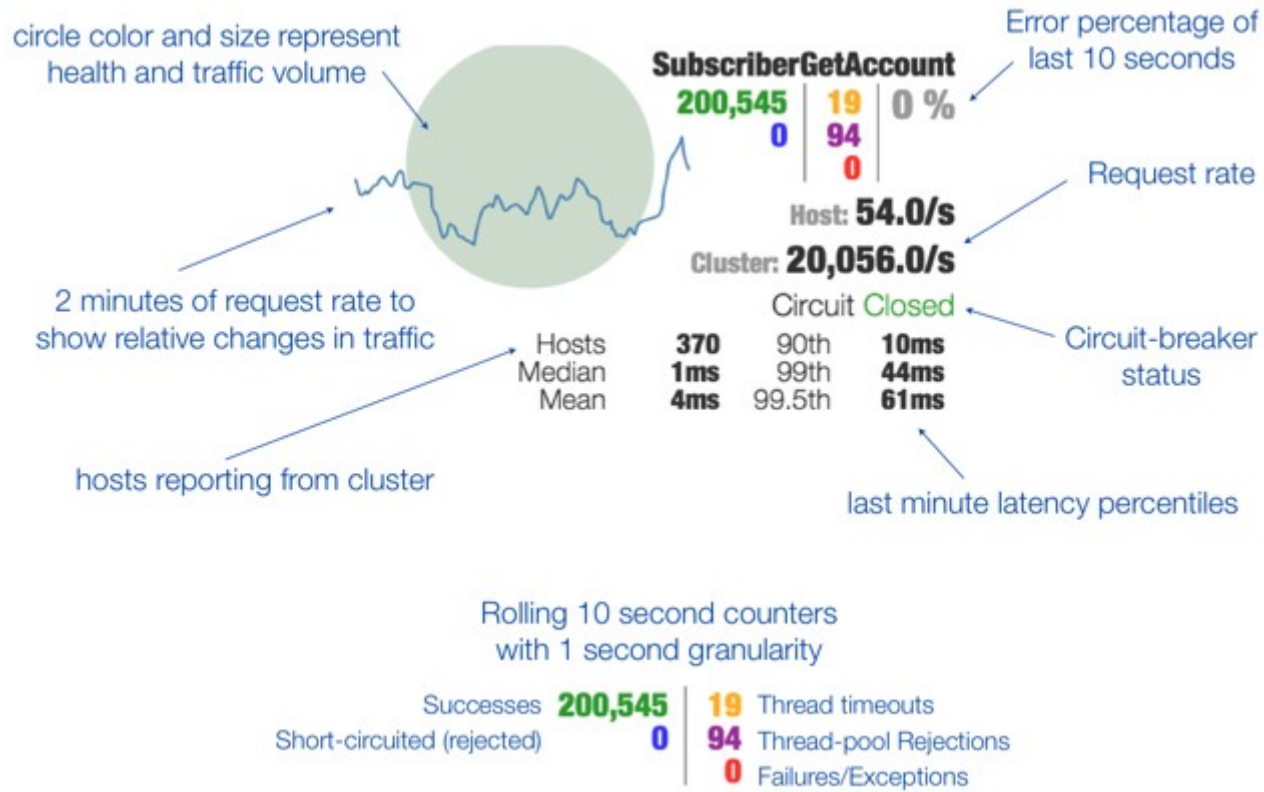 circle color and size represent
health and traffic volume
Error percentage of
last 10 seconds
SubscriberGetAccount
200,545 19 0 %
0 94
0
Request rate
Host: 54.0/s
Cluster: 20,056.0/s
2 minutes of request rate to
show relative changes in traffic
Circuit Closed
Circuit-breaker
status
Hosts 370 90th 10ms
Median 1ms 99th 44ms
Mean 4ms 99.5th 61ms
hosts reporting from cluster
last minute latency percentiles
Rolling 10 second counters
with 1 second granularity
Successes 200,545 19 Thread timeouts
Short-circuited (rejected) 0 94 Thread-pool Rejections
0 Failures/Exceptions